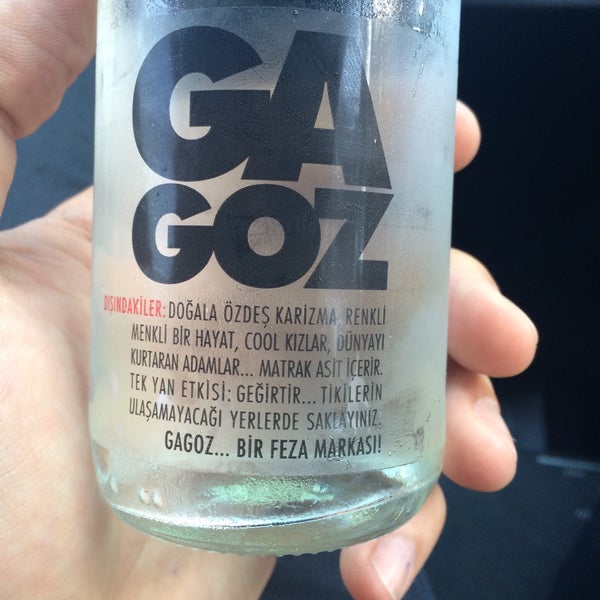 GA
GOZ
DIŞINDAKİLER: DOĞALA ÖZDEŞ KARİZMA, RENKLİ
MENKLİ BİR HAYAT, COOL KIZLAR, DÜNYAYI
KURTARAN ADAMLAR... MATRAK ASİT İÇERİR.
TEK YAN ETKİSİ: GEĞİRTİR... TİKİLERİN
ULAŞAMAYACAĞI YERLERDE SAKLAYINIZ.
GAGOZ... BİR FEZA MARKASI!